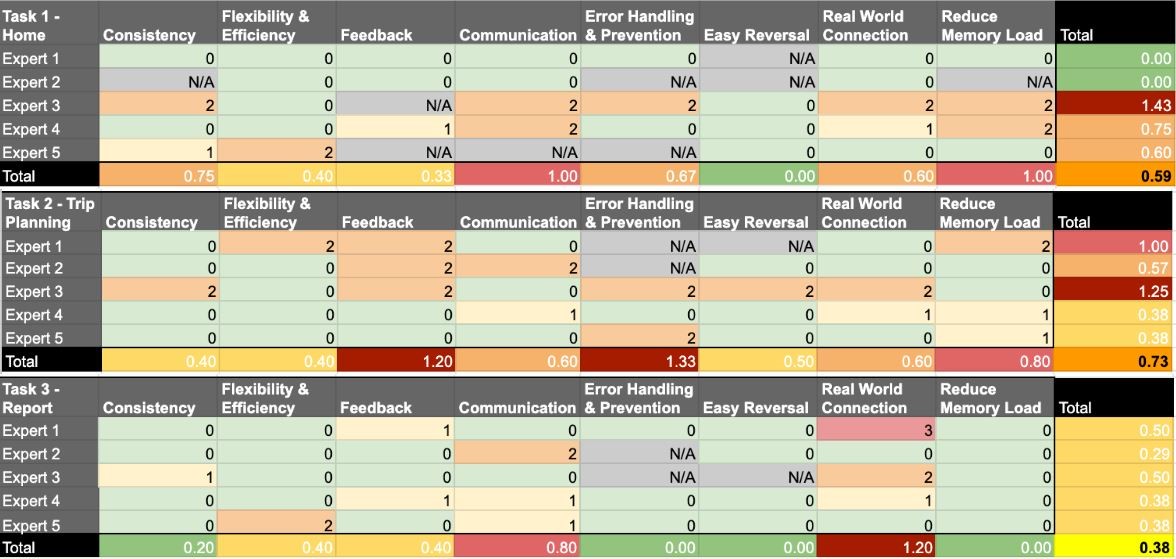 Task 1 - Home Consistency Flexibility & Efficiency Feedback Communication Error Handling & Prevention Easy Reversal Real World Connection Reduce Memory Load Total
Expert 1 0 0 0 0 0 N/A 0 0 0.00
Expert 2 N/A 0 0 0 N/A N/A 0 N/A 0.00
Expert 3 2 0 N/A 2 2 0 2 2 1.43
Expert 4 0 0 1 2 0 0 1 2 0.75
Expert 5 1 2 N/A N/A N/A 0 0 0 0.60
Total 0.75 0.40 0.33 1.00 0.67 0.00 0.60 1.00 0.59
Task 2 - Trip Planning Consistency Flexibility & Efficiency Feedback Communication Error Handling & Prevention Easy Reversal Real World Connection Reduce Memory Load Total
Expert 1 0 2 2 0 N/A N/A 0 2 1.00
Expert 2 0 0 2 2 N/A 0 0 0 0.57
Expert 3 2 0 2 0 2 2 2 0 1.25
Expert 4 0 0 0 1 0 0 1 1 0.38
Expert 5 0 0 0 0 2 0 0 1 0.38
Total 0.40 0.40 1.20 0.60 1.33 0.50 0.60 0.80 0.73
Task 3 - Report Consistency Flexibility & Efficiency Feedback Communication Error Handling & Prevention Easy Reversal Real World Connection Reduce Memory Load Total
Expert 1 0 0 1 0 0 0 3 0 0.50
Expert 2 0 0 0 2 N/A 0 0 0 0.29
Expert 3 1 0 0 0 N/A N/A 2 0 0.50
Expert 4 0 0 1 1 0 0 1 0 0.38
Expert 5 0 2 0 1 0 0 0 0 0.38
Total 0.20 0.40 0.40 0.80 0.00 0.00 1.20 0.00 0.38